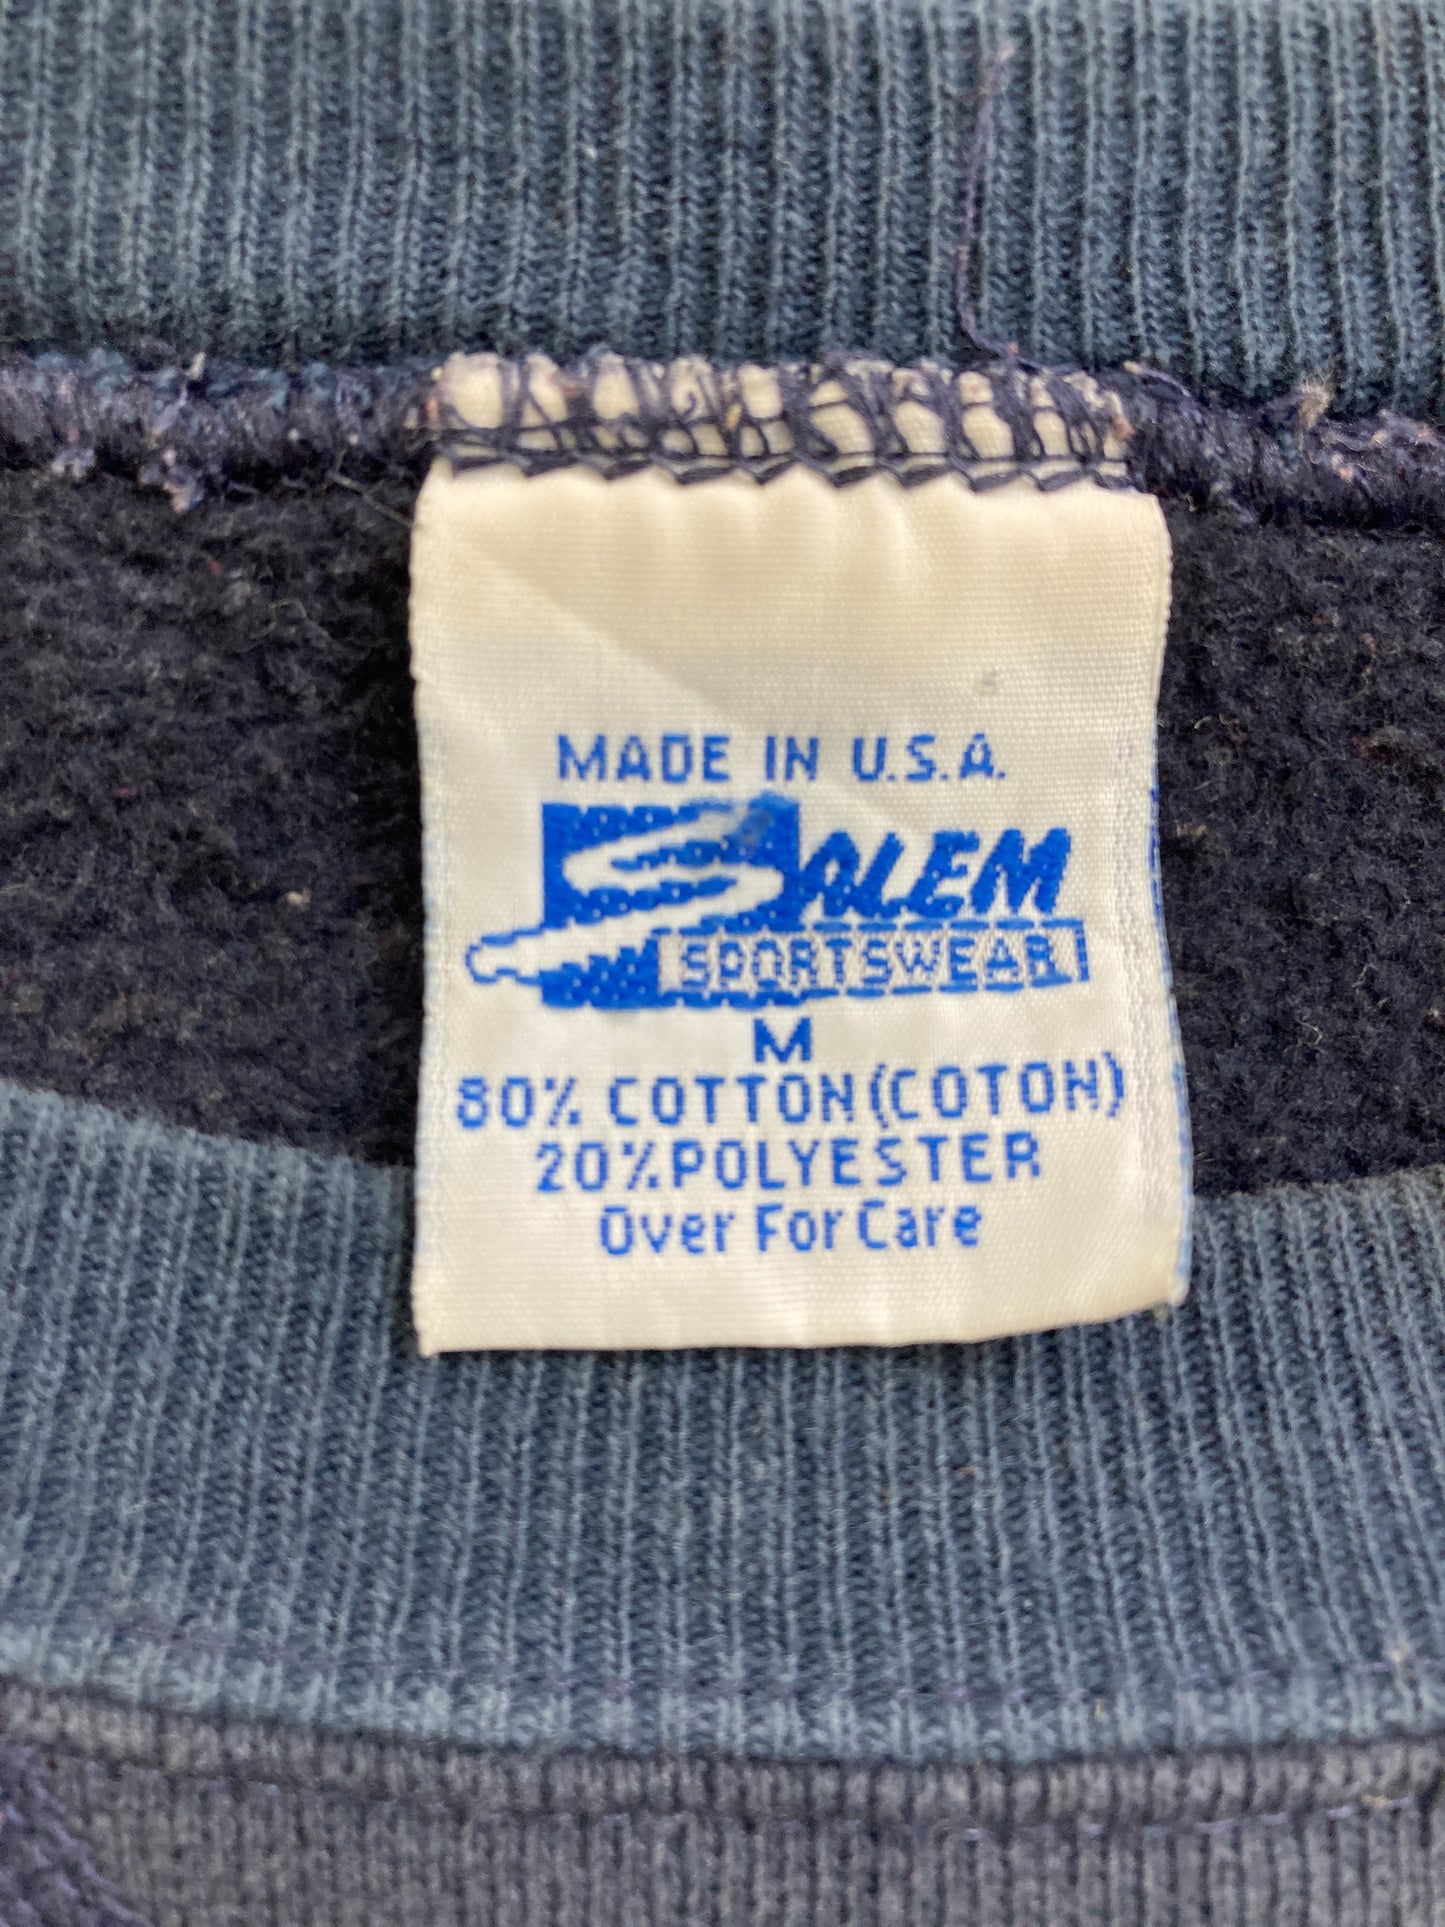 MADE IN U.S.A.
SALEM
SPORTSWEAR
M
80% COTTON (COTON)
20% POLYESTER
Over For Care